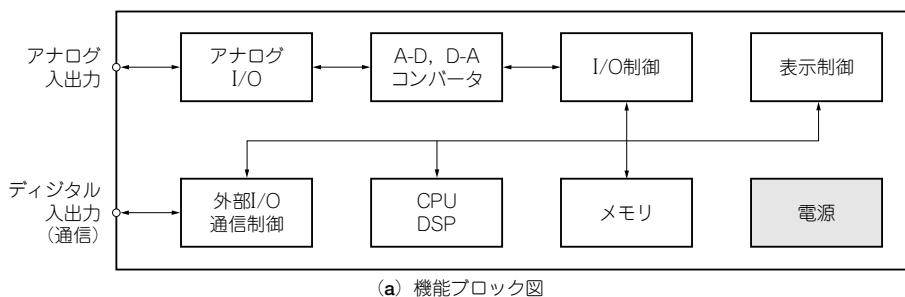 アナログ
入出力
アナログ
I/O
A-D，D-A
コンバータ
I/O制御
表示制御
ディジタル
入出力
（通信）
外部I/O
通信制御
CPU
DSP
メモリ
電源
（a）機能ブロック図